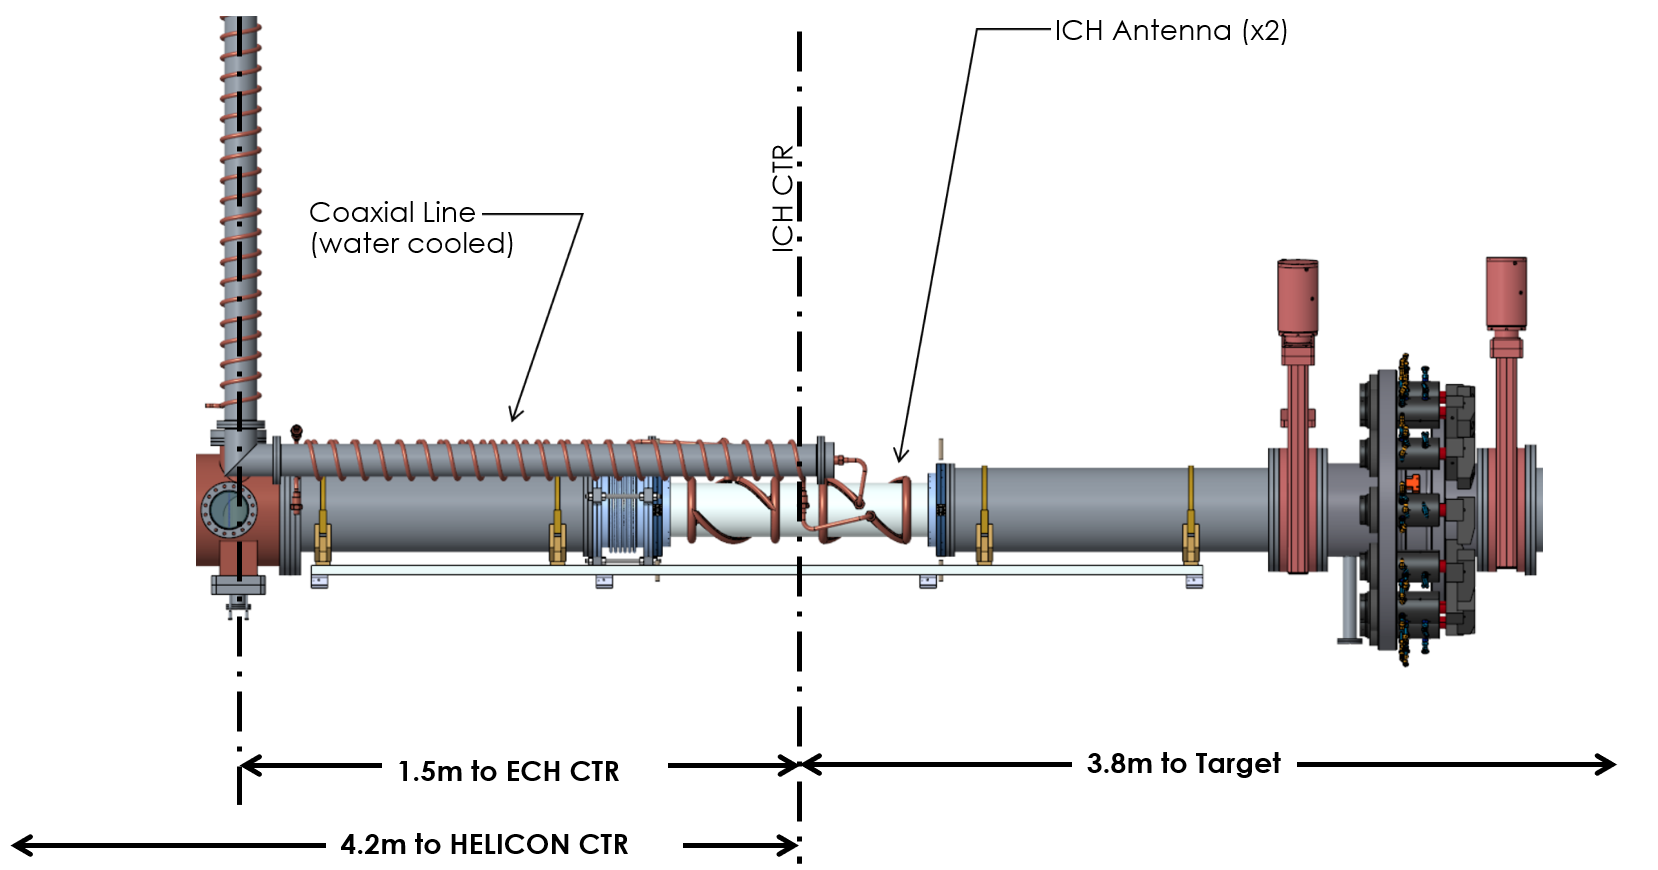 ICH Antenna (x2)
ICH CTR
Coaxial Line
(water cooled)
1.5m to ECH CTR
3.8m to Target
4.2m to HELICON CTR